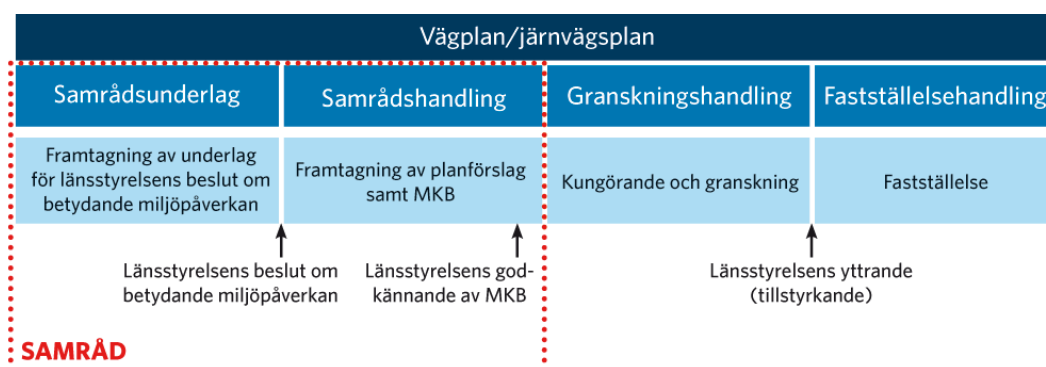 Vägplan/järnvägsplan
Samrådsunderlag
Samrådshandling
Granskningshandling
Fastställelsehandling
Framtagning av underlag
för länsstyrelsens beslut om
betydande miljöpåverkan
Framtagning av planförslag
samt MKB
Kungörande och granskning
Fastställelse
Länsstyrelsens beslut om
betydande miljöpåverkan
Länsstyrelsens god-
kännande av MKB
Länsstyrelsens yttrande
(tillstyrkande)
SAMRÅD